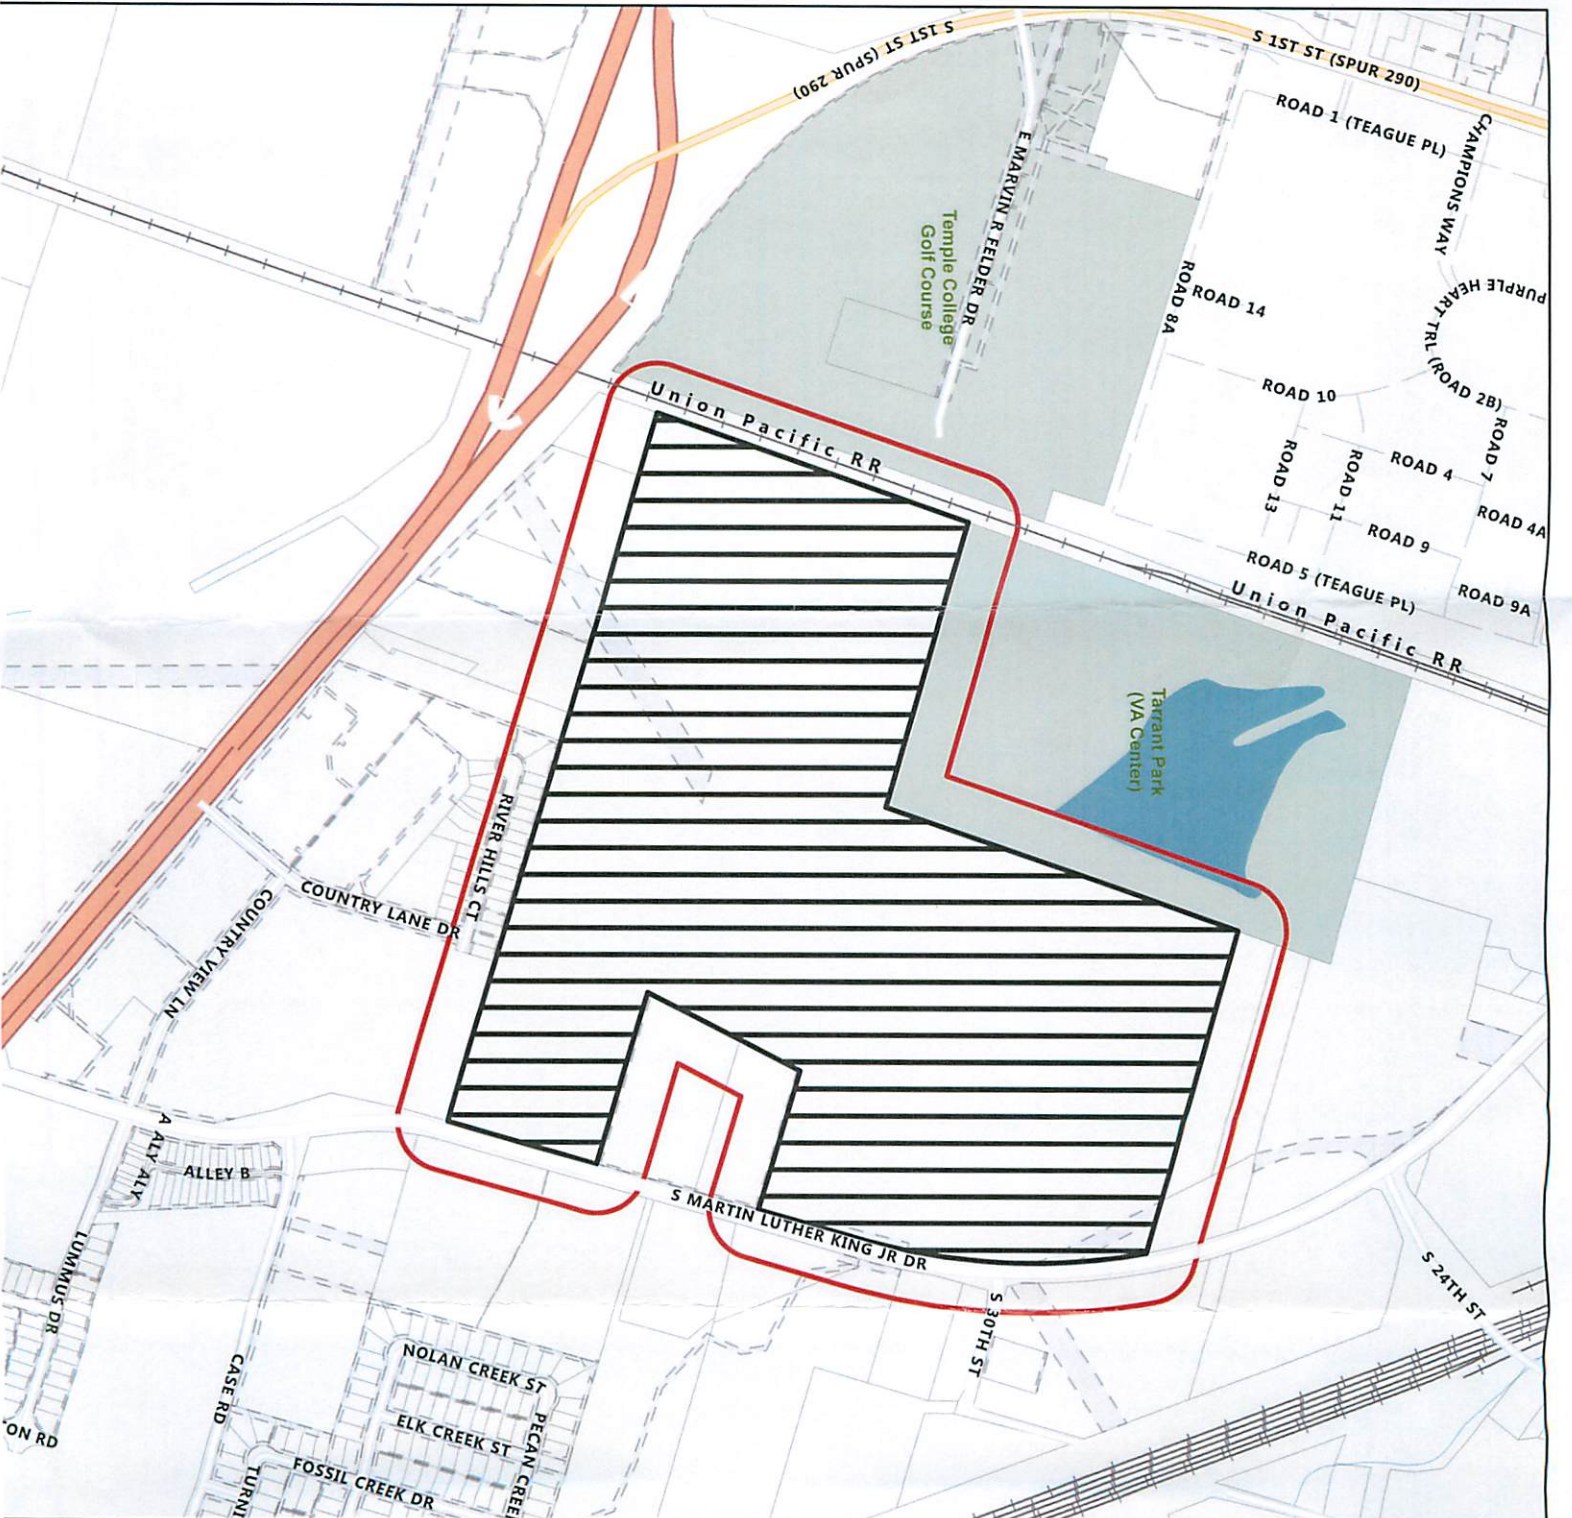 S 1ST ST (SPUR 290)
S 1ST ST (SPUR 290)
ROAD 1 (TEAGUE PL)
CHAMPIONS WAY
E MARVIN R FELDER DR
Temple College
Golf Course
ROAD 8A
ROAD 14
PURPLE HEART TRL (ROAD 2B)
ROAD 10
ROAD 7
ROAD 4
ROAD 13
ROAD 11
ROAD 4A
ROAD 9
ROAD 5 (TEAGUE PL)
ROAD 9A
Union Pacific RR
Union Pacific RR
Tarrant Park
(VA Center)
RIVER HILLS CT
COUNTRY LANE DR
COUNTRY VIEW LN
A ALY ALY
ALLEY B
S MARTIN LUTHER KING JR DR
LUMMUS DR
S 24TH ST
S 30TH ST
CASE RD
NOLAN CREEK ST
ELK CREEK ST
PECAN CREE
ON RD
FOSSIL CREEK DR
TURNI